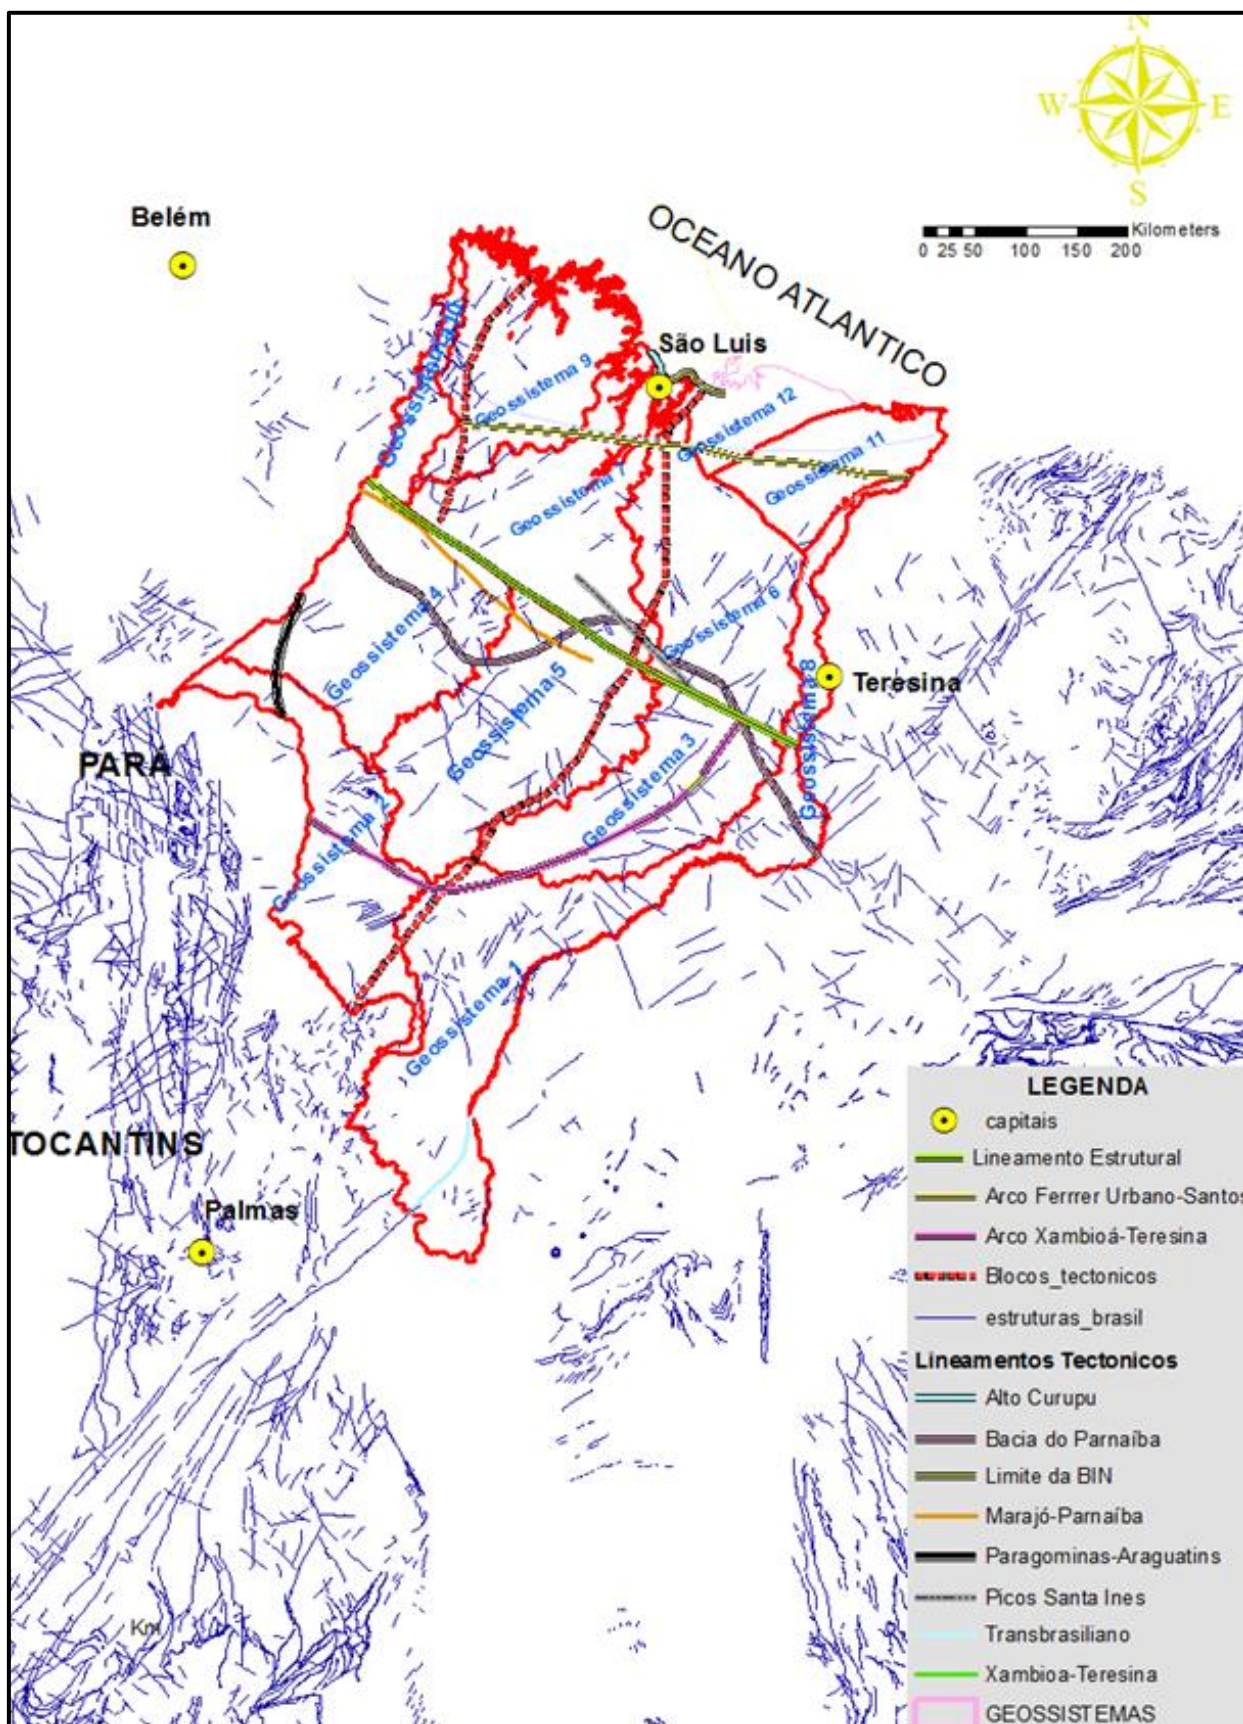 N
W E
S
Belém
Kilometers
0 25 50 100 150 200
OCEANO ATLANTICO
São Luis
Geossistema 9
Geossistema 12
Geossistema 11
Geossistema 7
Geossistema 4
Geossistema 6
Geossistema 5
Geossistema 8
Teresina
Geossistema 3
PARÁ
Geossistema 2
Geossistema 1
TOCANTINS
Palmas
Km
LEGENDA
capitais
Lineamento Estrutural
Arco Ferrrer Urbano-Santos
Arco Xambioá-Teresina
Blocos_tectonicos
estruturas_brasil
Lineamentos Tectonicos
Alto Curupu
Bacia do Parnaíba
Limite da BIN
Marajó-Parnaíba
Paragominas-Araguatins
Picos Santa Ines
Transbrasiliano
Xambioa-Teresina
GEOSSISTEMAS